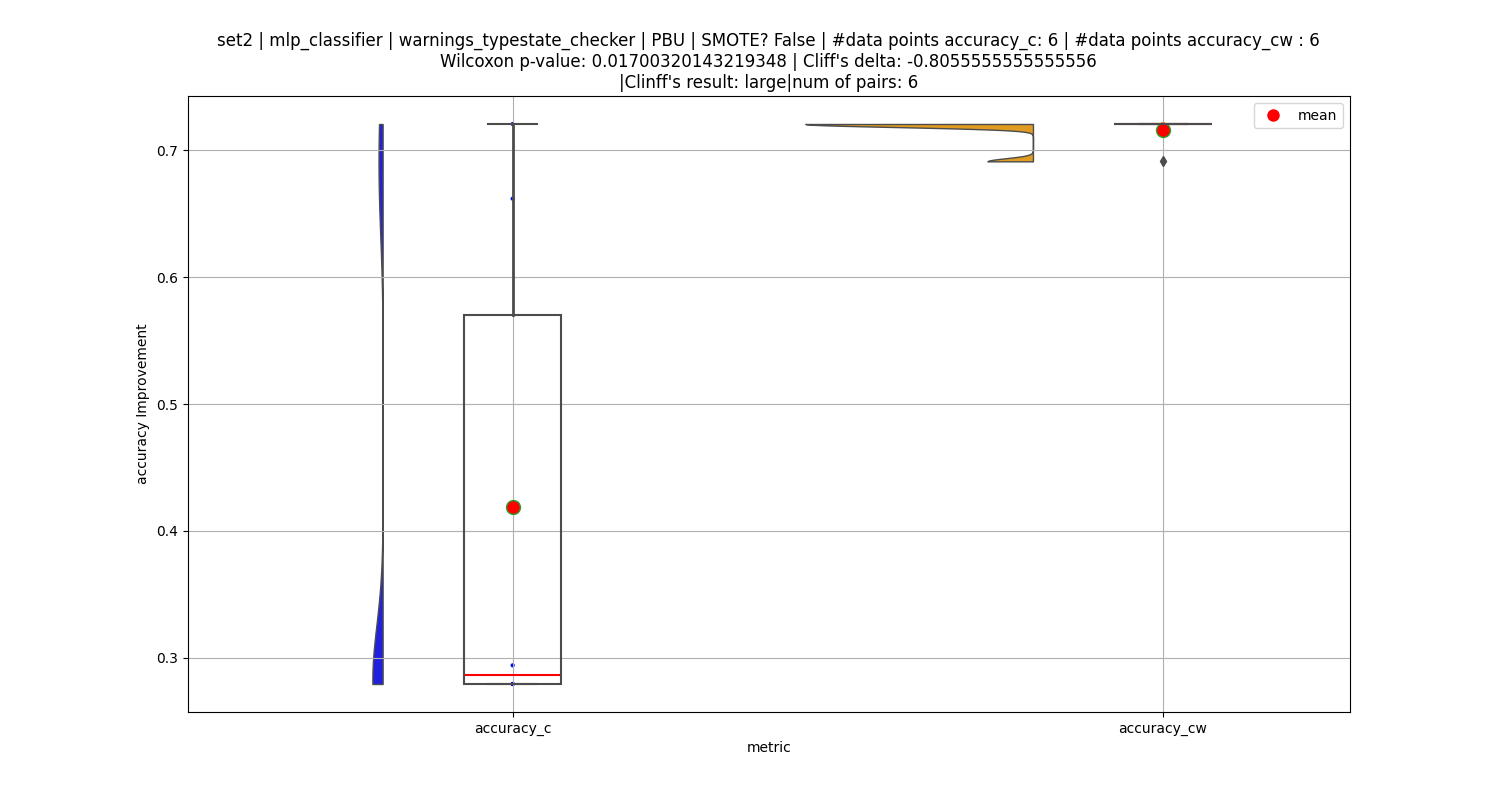 set2 | mlp_classifier | warnings_typestate_checker | PBU | SMOTE? False | #data points accuracy_c: 6 | #data points accuracy_cw : 6
Wilcoxon p-value: 0.01700320143219348 | Cliff's delta: -0.8055555555555556
|Clinff's result: large|num of pairs: 6
mean
0.7
0.6
0.5
0.4
0.3
accuracy Improvement
accuracy_c
accuracy_cw
metric